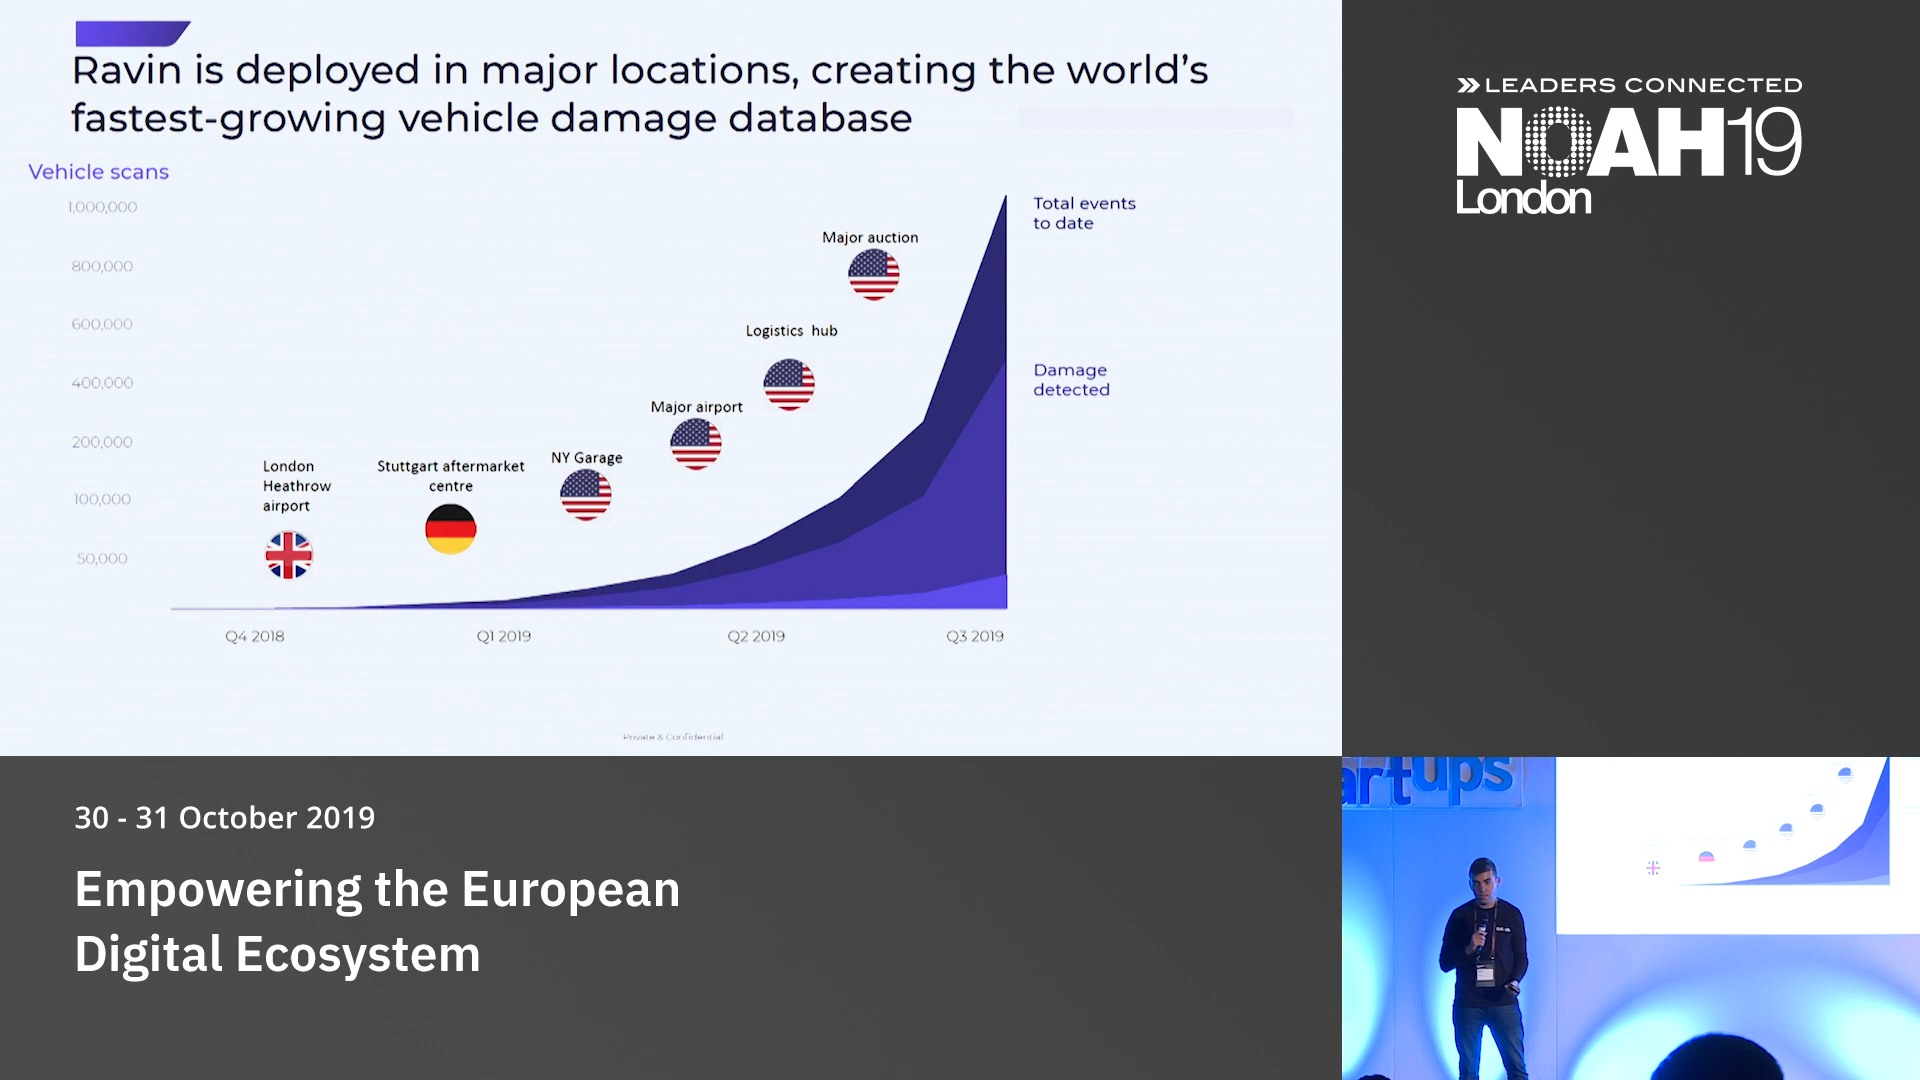 Ravin is deployed in major locations, creating the world's
fastest-growing vehicle damage database
Vehicle scans
1,000,000
800,000
600,000
400,000
200,000
100,000
50,000
London
Heathrow
airport
Stuttgart aftermarket
centre
NY Garage
Major airport
Logistics hub
Major auction
Total events
to date
Damage
detected
Q4 2018
Q1 2019
Q2 2019
Q3 2019
Private & Confidential
LEADERS CONNECTED
NOAH19
London
30 - 31 October 2019
Empowering the European
Digital Ecosystem
artups